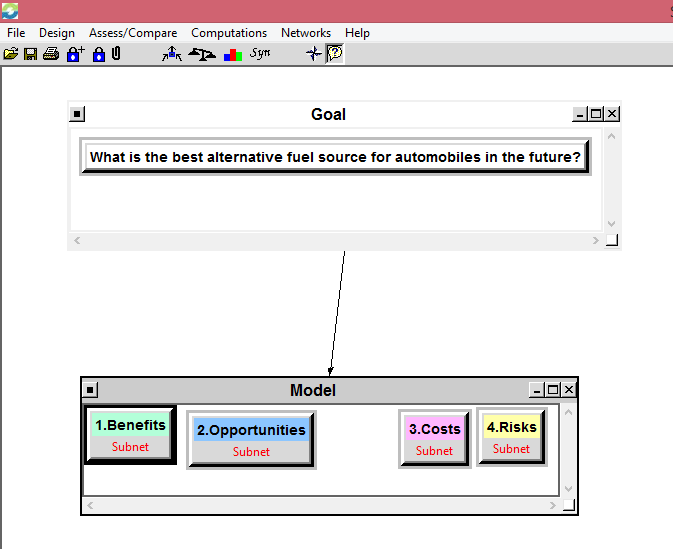 File Design Assess/Compare Computations Networks Help
Syn
Goal
What is the best alternative fuel source for automobiles in the future?
Model
1.Benefits 2.Opportunities 3.Costs 4.Risks
Subnet Subnet Subnet Subnet